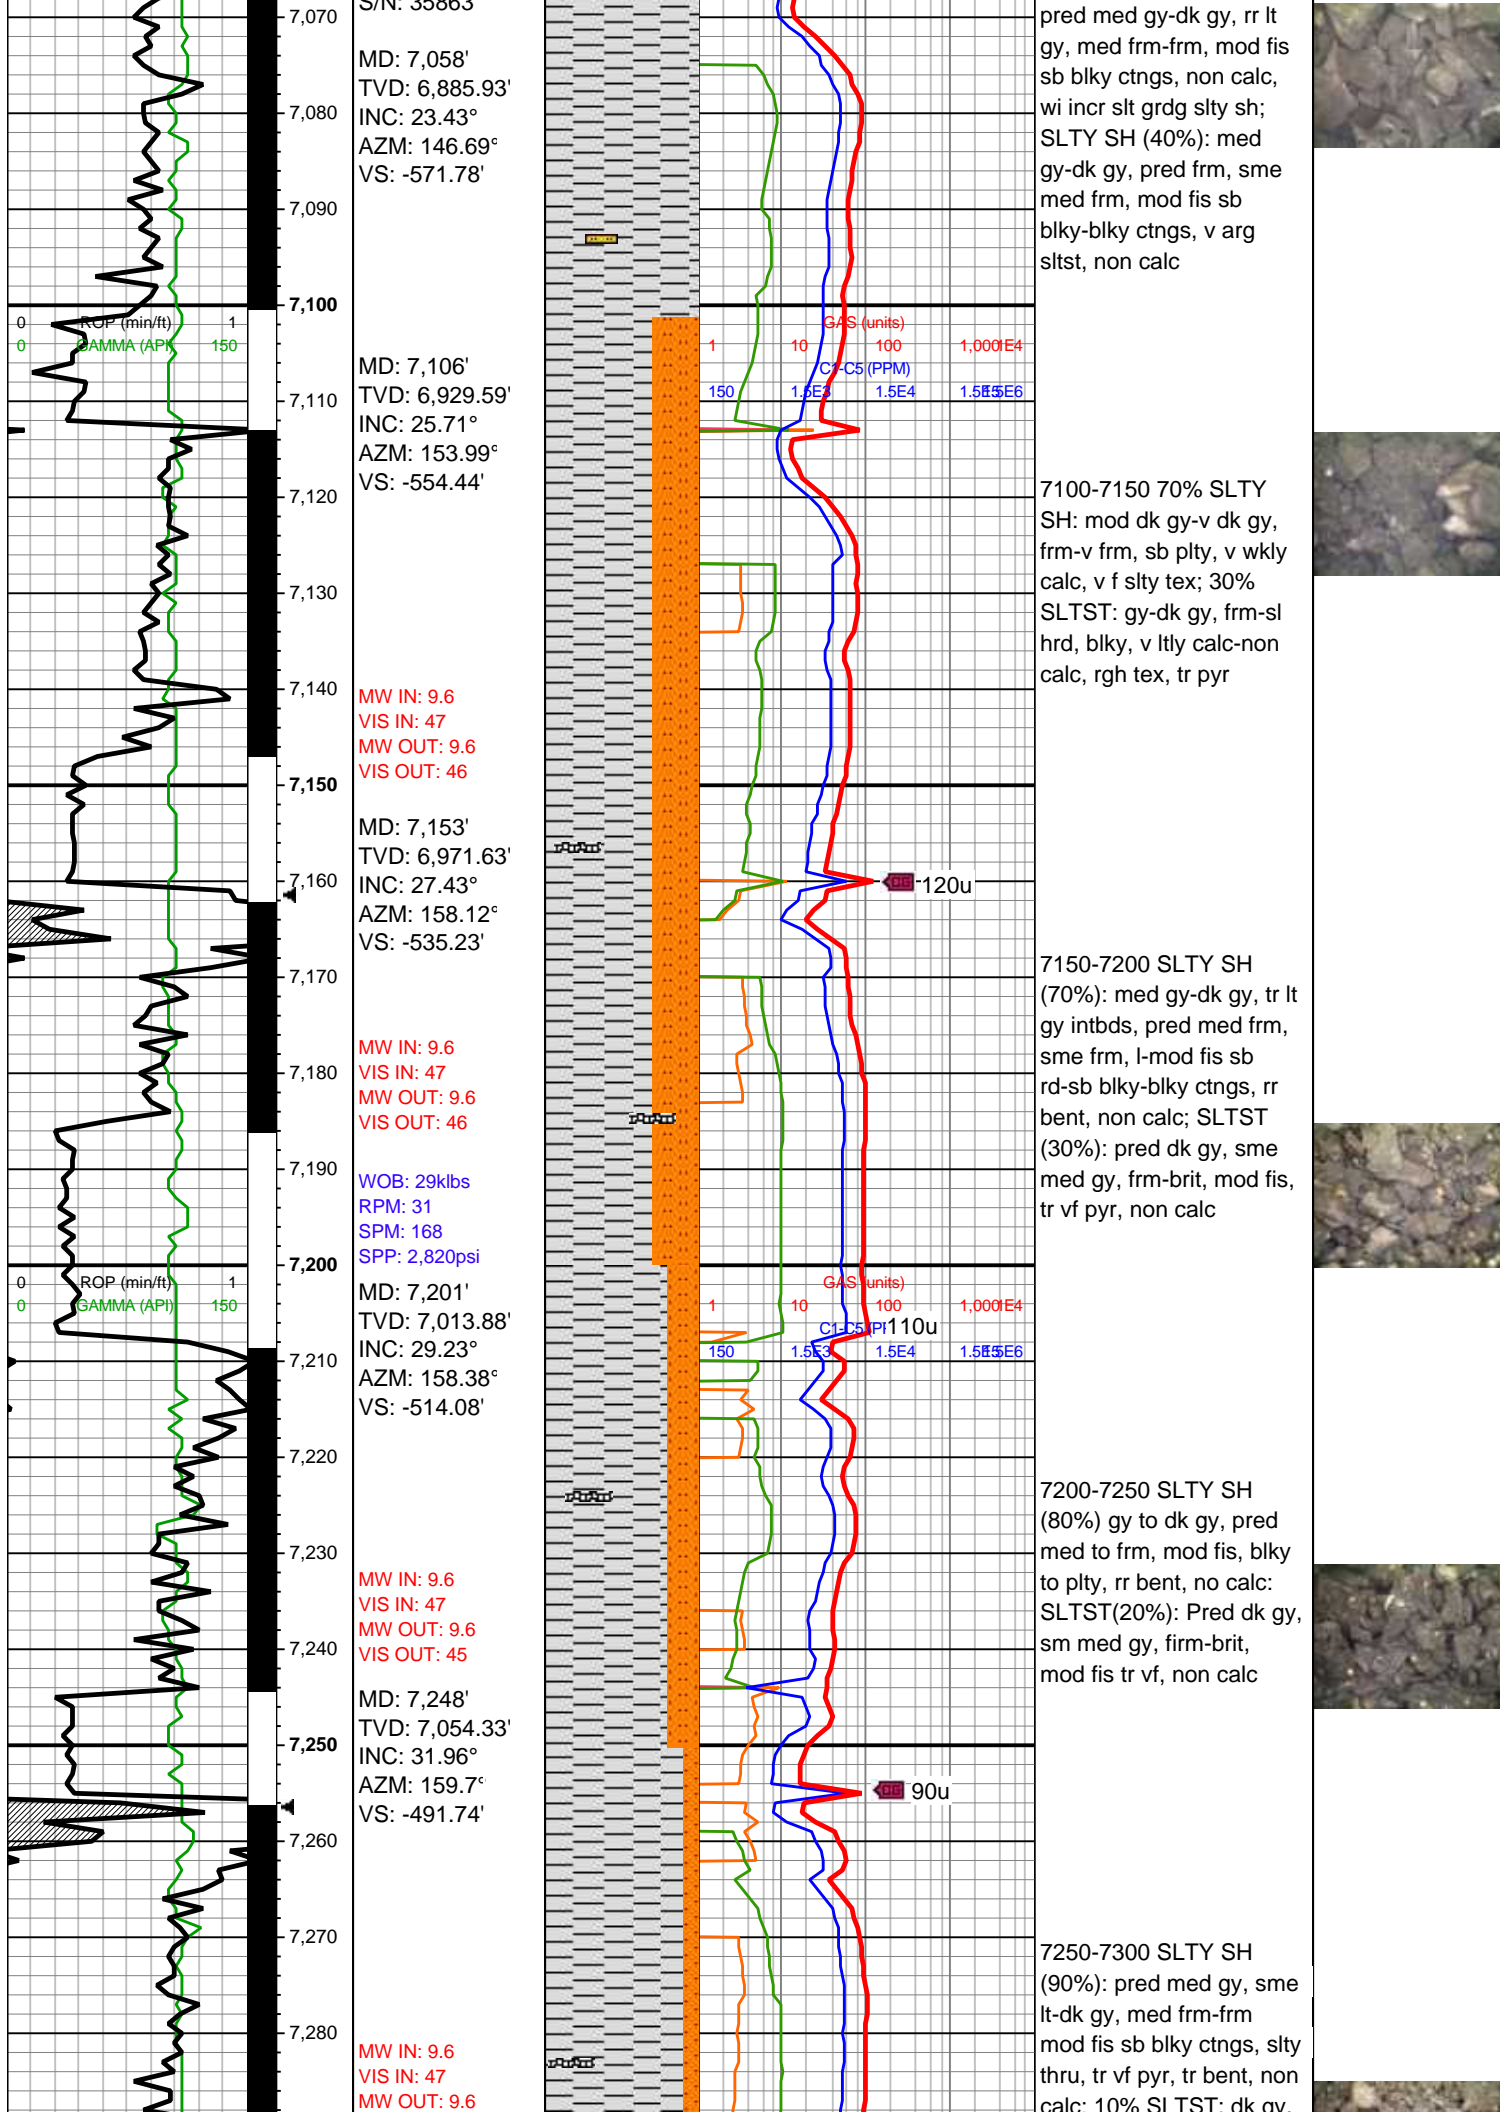 S/N: 35863
7,070
7,080
7,090
7,100
7,110
7,120
7,130
7,140
7,150
7,160
7,170
7,180
7,190
7,200
7,210
7,220
7,230
7,240
7,250
7,260
7,270
7,280
0 ROP (min/ft) 1
0 GAMMA (API) 150
0 ROP (min/ft) 1
0 GAMMA (API) 150
MD: 7,058'
TVD: 6,885.93'
INC: 23.43°
AZM: 146.69°
VS: -571.78'
MD: 7,106'
TVD: 6,929.59'
INC: 25.71°
AZM: 153.99°
VS: -554.44'
MW IN: 9.6
VIS IN: 47
MW OUT: 9.6
VIS OUT: 46
MD: 7,153'
TVD: 6,971.63'
INC: 27.43°
AZM: 158.12°
VS: -535.23'
MW IN: 9.6
VIS IN: 47
MW OUT: 9.6
VIS OUT: 46
WOB: 29klbs
RPM: 31
SPM: 168
SPP: 2,820psi
MD: 7,201'
TVD: 7,013.88'
INC: 29.23°
AZM: 158.38°
VS: -514.08'
MW IN: 9.6
VIS IN: 47
MW OUT: 9.6
VIS OUT: 45
MD: 7,248'
TVD: 7,054.33'
INC: 31.96°
AZM: 159.7°
VS: -491.74'
MW IN: 9.6
VIS IN: 47
MW OUT: 9.6
GAS (units)
1 10 100 1,000 1E4
C1-C5 (PPM)
150 1.5E3 1.5E4 1.5E5 1.5E6
CG 120u
GAS (units)
1 10 100 1,000 1E4
C1-C5 (P 110u
150 1.5E3 1.5E4 1.5E5 1.5E6
CG 90u
pred med gy-dk gy, rr lt
gy, med frm-frm, mod fis
sb blky ctngs, non calc,
wi incr slt grdg slty sh;
SLTY SH (40%): med
gy-dk gy, pred frm, sme
med frm, mod fis sb
blky-blky ctngs, v arg
sltst, non calc
7100-7150 70% SLTY
SH: mod dk gy-v dk gy,
frm-v frm, sb plty, v wkly
calc, v f slty tex; 30%
SLTST: gy-dk gy, frm-sl
hrd, blky, v ltly calc-non
calc, rgh tex, tr pyr
7150-7200 SLTY SH
(70%): med gy-dk gy, tr lt
gy intbds, pred med frm,
sme frm, l-mod fis sb
rd-sb blky-blky ctngs, rr
bent, non calc; SLTST
(30%): pred dk gy, sme
med gy, frm-brit, mod fis,
tr vf pyr, non calc
7200-7250 SLTY SH
(80%) gy to dk gy, pred
med to frm, mod fis, blky
to plty, rr bent, no calc:
SLTST(20%): Pred dk gy,
sm med gy, firm-brit,
mod fis tr vf, non calc
7250-7300 SLTY SH
(90%): pred med gy, sme
lt-dk gy, med frm-frm
mod fis sb blky ctngs, slty
thru, tr vf pyr, tr bent, non
calc: 10% SLTST: dk gy,